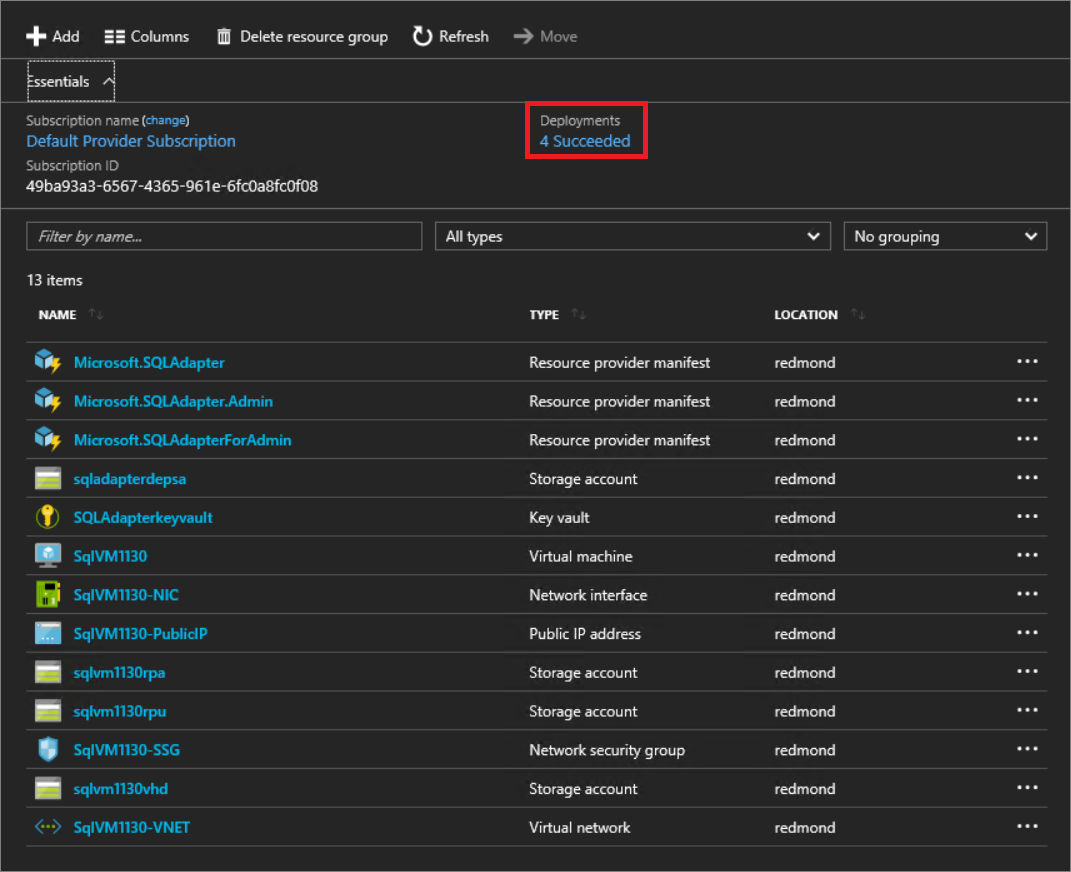 Add Columns Delete resource group Refresh Move
Essentials
Subscription name (change) Deployments
Default Provider Subscription 4 Succeeded
Subscription ID
49ba93a3-6567-4365-961e-6fc0a8fc0f08
Filter by name... All types No grouping
13 items
NAME TYPE LOCATION
Microsoft.SQLAdapter Resource provider manifest redmond
Microsoft.SQLAdapter.Admin Resource provider manifest redmond
Microsoft.SQLAdapterForAdmin Resource provider manifest redmond
sqladapterdepsa Storage account redmond
SQLAdapterkeyvault Key vault redmond
SqlVM1130 Virtual machine redmond
SqlVM1130-NIC Network interface redmond
SqlVM1130-PublicIP Public IP address redmond
sqlvm1130rpa Storage account redmond
sqlvm1130rpu Storage account redmond
SqlVM1130-SSG Network security group redmond
sqlvm1130vhd Storage account redmond
SqlVM1130-VNET Virtual network redmond